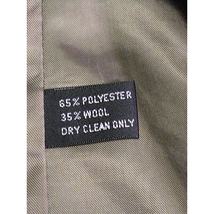 65% POLYESTER
35% WOOL
DRY CLEAN ONLY